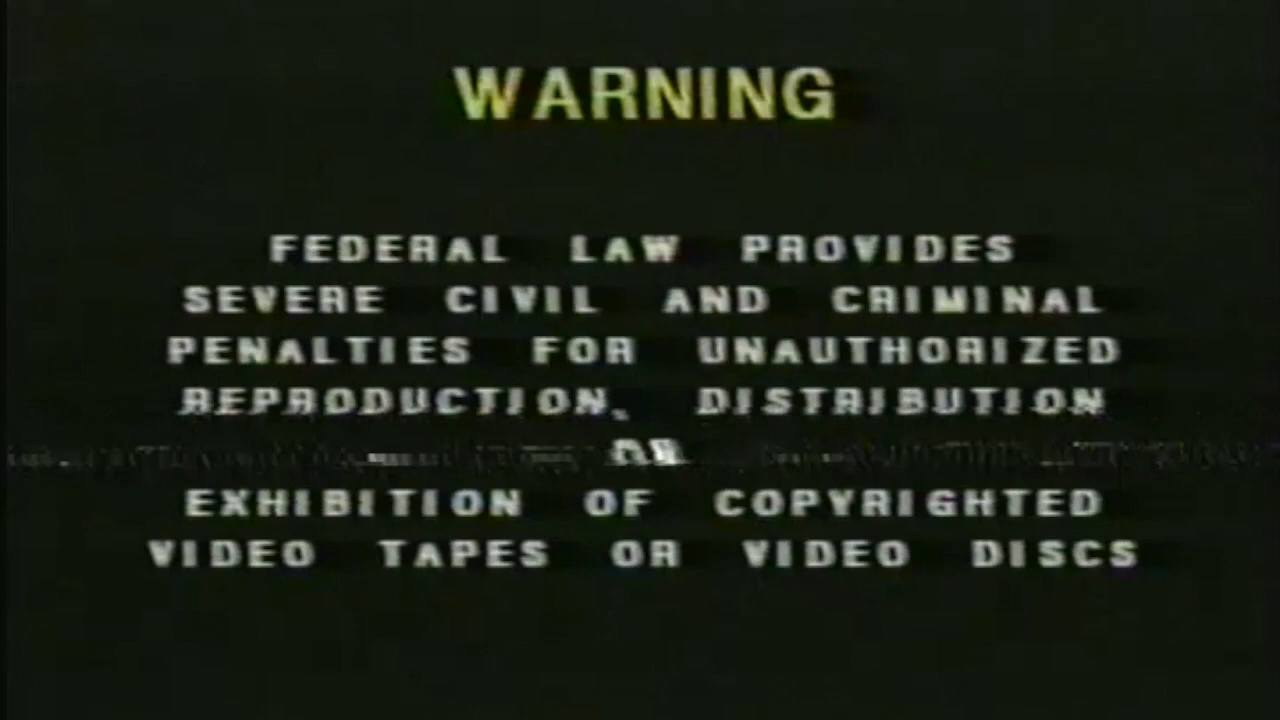 WARNING
FEDERAL LAW PROVIDES
SEVERE CIVIL AND CRIMINAL
PENALTIES FOR UNAUTHORIZED
REPRODUCTION, DISTRIBUTION
OR
EXHIBITION OF COPYRIGHTED
VIDEO TAPES OR VIDEO DISCS